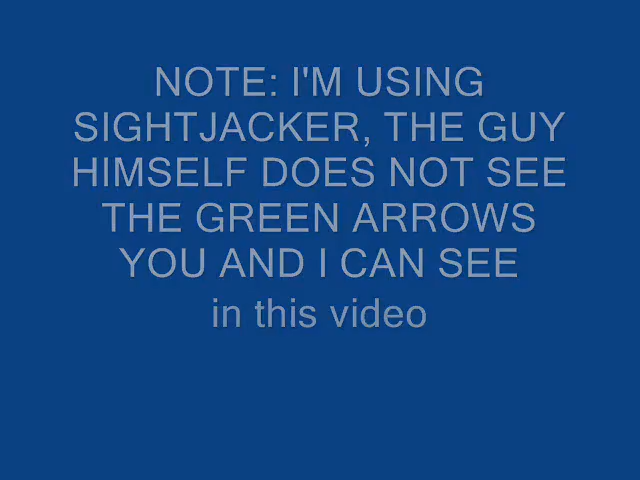 NOTE: I'M USING
SIGHTJACKER, THE GUY
HIMSELF DOES NOT SEE
THE GREEN ARROWS
YOU AND I CAN SEE
in this video